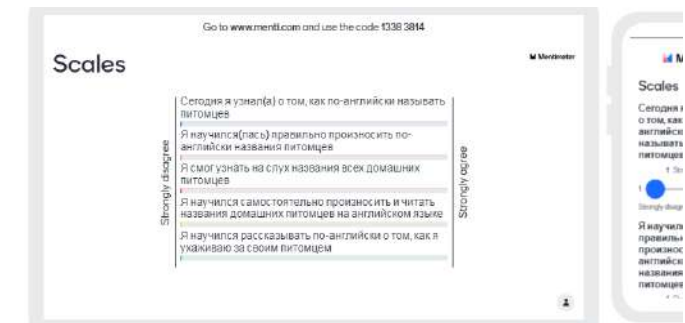 Go to www.menti.com and use the code 1338 3814
Scales
Mentimeter
Strongly disagree
Сегодня я узнал(а) о том, как по-английски называть
питомцев
Я научился(лась) правильно произносить по-
английски названия питомцев
Я смог узнать на слух названия всех домашних
питомцев
Я научился самостоятельно произносить и читать
названия домашних питомцев на английском языке
Я научился рассказывать по-английски о том, как я
ухаживаю за своим питомцем
Strongly agree
M
Scales
Сегодня я
о том, как
английск
называть
питомцев
1
Strongly disag
Я научил
правильн
произнос
английск
названия
питомцев